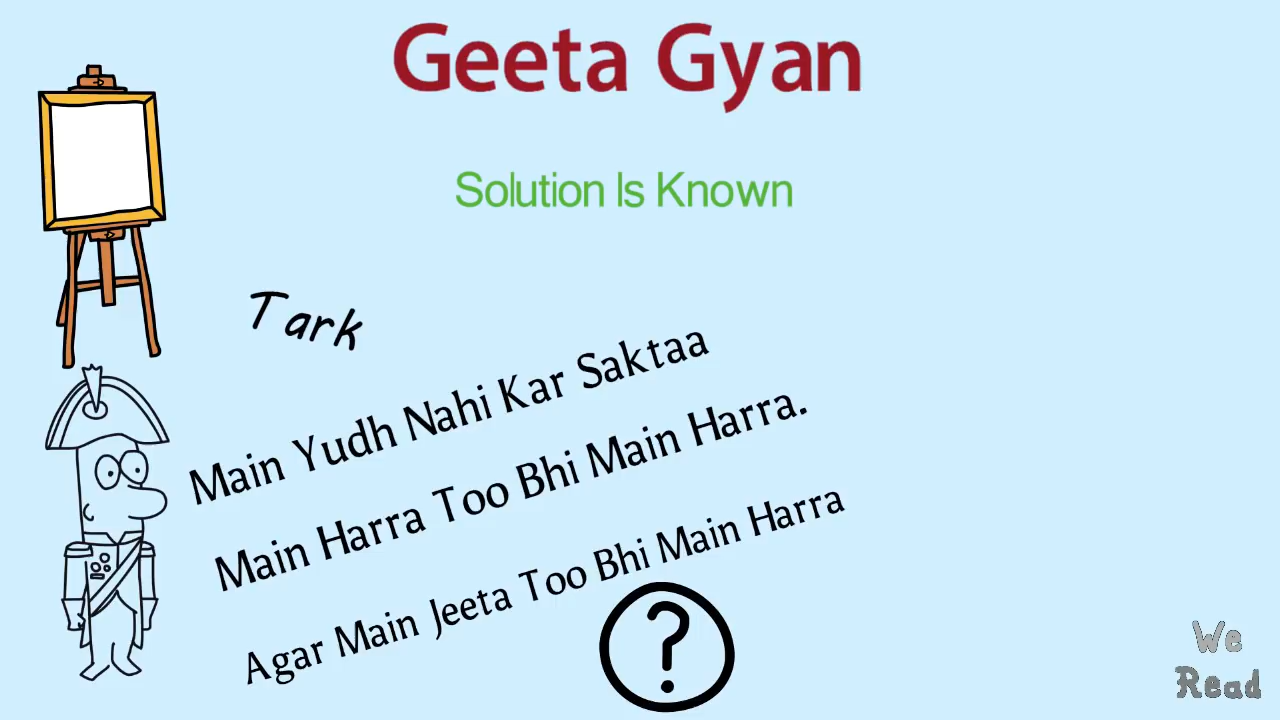 Geeta Gyan
Solution Is Known
Tark
Main Yudh Nahi Kar Saktaa
Main Harra Too Bhi Main Harra.
Agar Main Jeeta Too Bhi Main Harra
?
We
Read